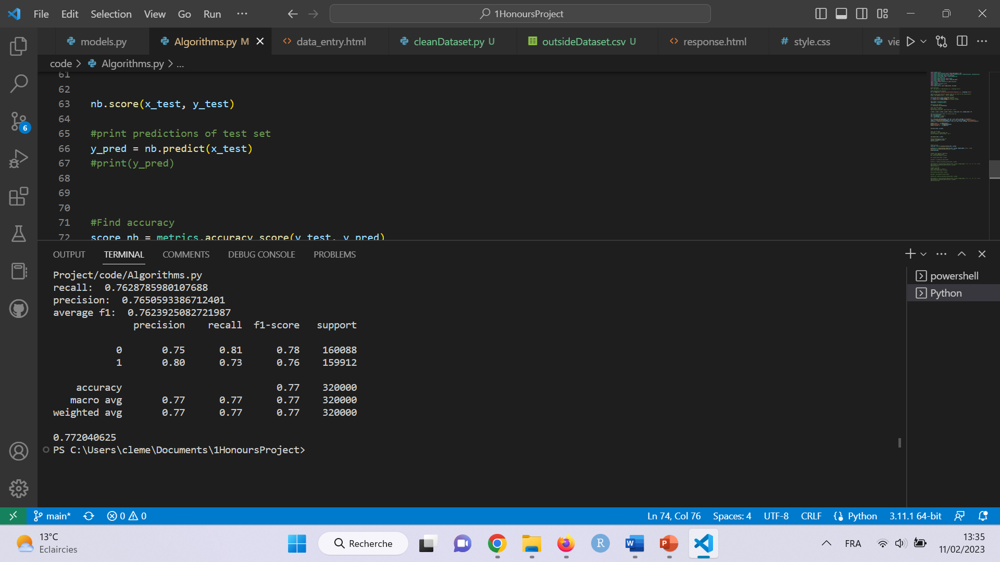 File Edit Selection View Go Run ···
1HonoursProject
models.py Algorithms.py M data_entry.html cleanDataset.py U outsideDataset.csv U response.html style.css vie
code > Algorithms.py > ...
61
62
63 nb.score(x_test, y_test)
64
65 #print predictions of test set
66 y_pred = nb.predict(x_test)
67 #print(y_pred)
68
69
70
71 #Find accuracy
72 score_nb = metrics.accuracy_score(y_test, y_pred)
6
OUTPUT TERMINAL COMMENTS DEBUG CONSOLE PROBLEMS
Project/code/Algorithms.py
recall:  0.7628785980107688
precision:  0.7650593386712401
average f1:  0.7623925082721987
precision recall f1-score support
0 0.75 0.81 0.78 160088
1 0.80 0.73 0.76 159912
accuracy 0.77 320000
macro avg 0.77 0.77 0.77 320000
weighted avg 0.77 0.77 0.77 320000
0.772040625
PS C:\Users\cleme\Documents\1HonoursProject>
powershell
Python
main* 0 0 Ln 74, Col 76 Spaces: 4 UTF-8 CRLF Python 3.11.1 64-bit
13°C
Eclaircies
Recherche
R
W
P
FRA
13:35
11/02/2023